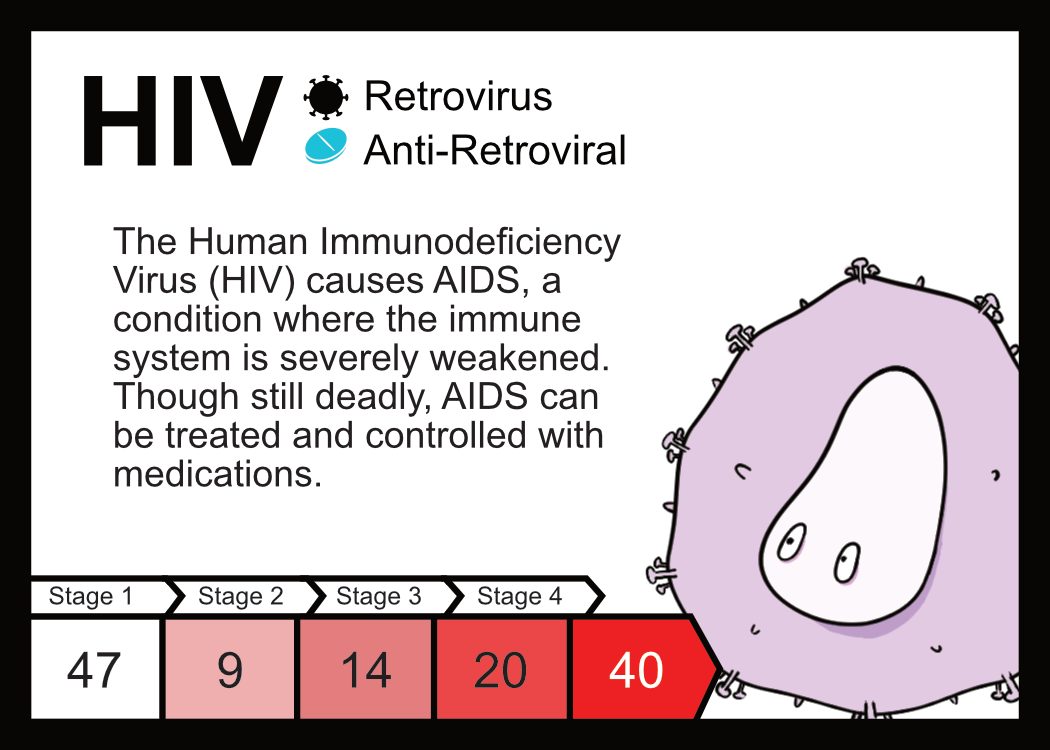 HIV
Retrovirus
Anti-Retroviral
The Human Immunodeficiency
Virus (HIV) causes AIDS, a
condition where the immune
system is severely weakened.
Though still deadly, AIDS can
be treated and controlled with
medications.
Stage 1 Stage 2 Stage 3 Stage 4
47 9 14 20 40